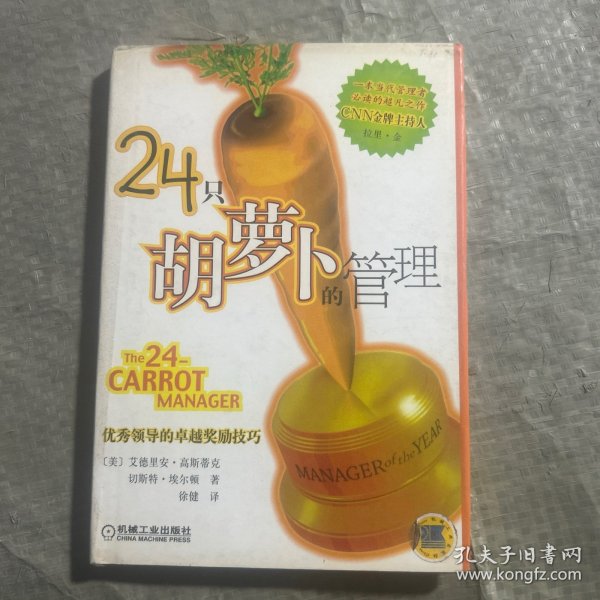 一本当代管理者
必读的超凡之作
CNN金牌主持人
拉里·金
24只
胡萝卜的管理
The 24-
CARROT
MANAGER
优秀领导的卓越奖励技巧
〔美〕艾德里安·高斯蒂克
切斯特·埃尔顿 著
徐健 译
MANAGER of the YEAR
机械工业出版社
CHINA MACHINE PRESS
孔夫子旧书网
www.kongfz.com